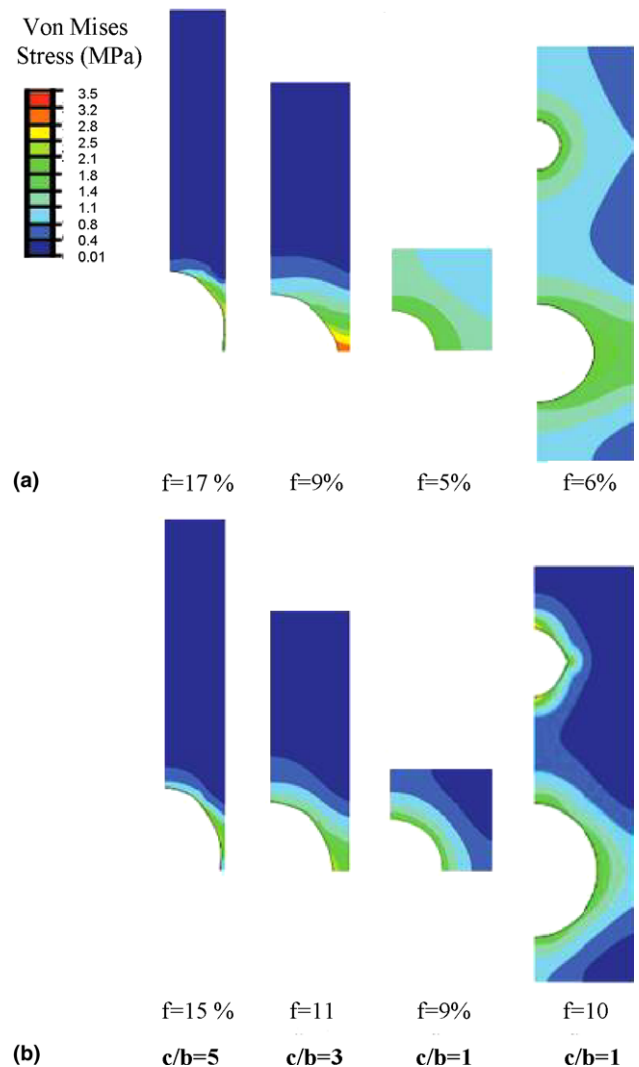 Von Mises
Stress (MPa)
3.5
3.2
2.8
2.5
2.1
1.8
1.4
1.1
0.8
0.4
0.01
(a)
f=17 % f=9% f=5% f=6%
f=15 % f=11 f=9% f=10
(b) c/b=5 c/b=3 c/b=1 c/b=1